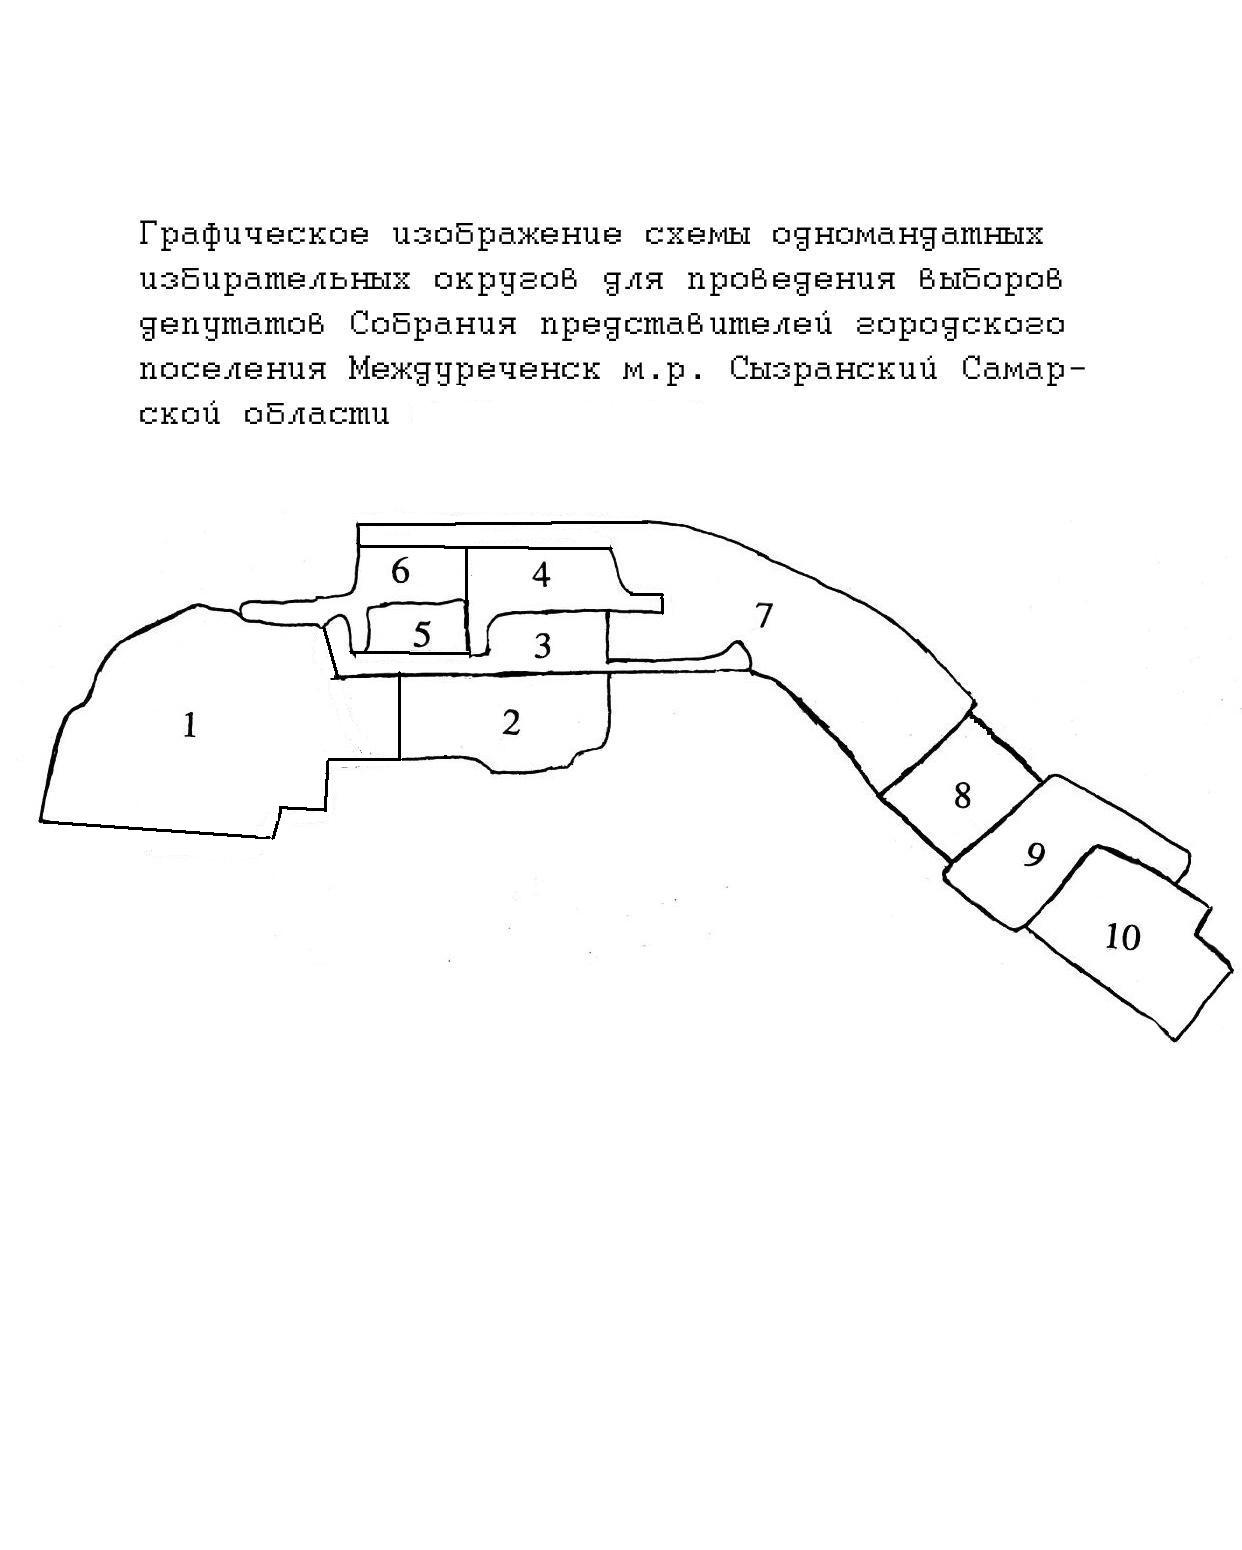 Графическое изображение схемы одномандатных
избирательных округов для проведения выборов
депутатов Собрания представителей городского
поселения Междуреченск м.р. Сызранский Самар-
ской области
6
4
7
5
3
1
2
8
9
10